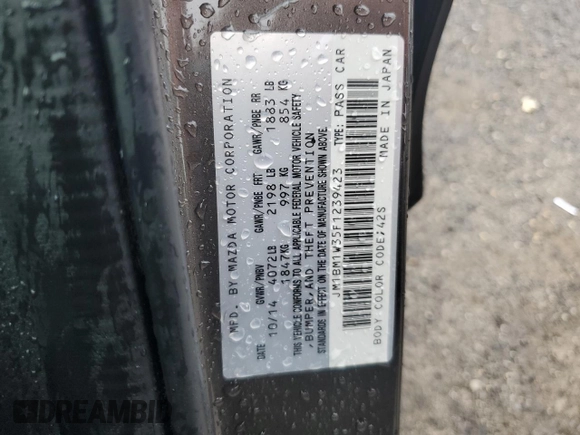 MFD. BY MAZDA MOTOR CORPORATION
GVWR/PNBV GAWR/PNBE FRT GAWR/PNBE RR
DATE 10/14 4072LB 2198 LB 1883 LB
1847KG 997 KG 854 KG
THIS VEHICLE CONFORMS TO ALL APPLICABLE FEDERAL MOTOR VEHICLE SAFETY
, BUMPER, AND THEFT PREVENTION
STANDARDS IN EFFECT ON THE DATE OF MANUFACTURE SHOWN ABOVE.
JM1BM1W35F1239423 TYPE: PASS CAR
BODY COLOR CODE;42S MADE IN JAPAN
DREAMBID